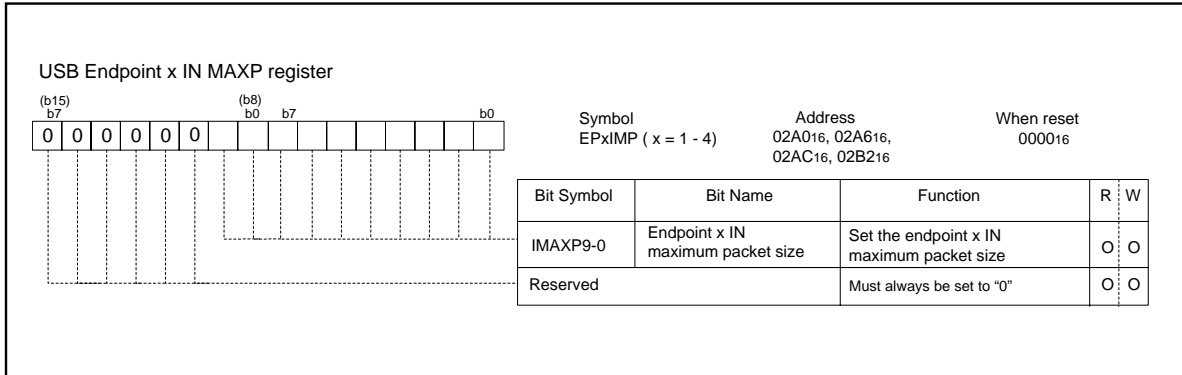 USB Endpoint x IN MAXP register
(b15) (b8)
b7 b0 b7 b0
0 0 0 0 0 0
Symbol Address When reset
EPxIMP ( x = 1 - 4) 02A016, 02A616, 000016
02AC16, 02B216
Bit Symbol Bit Name Function R W
IMAXP9-0 Endpoint x IN maximum packet size Set the endpoint x IN maximum packet size O O
Reserved Must always be set to “0” O O